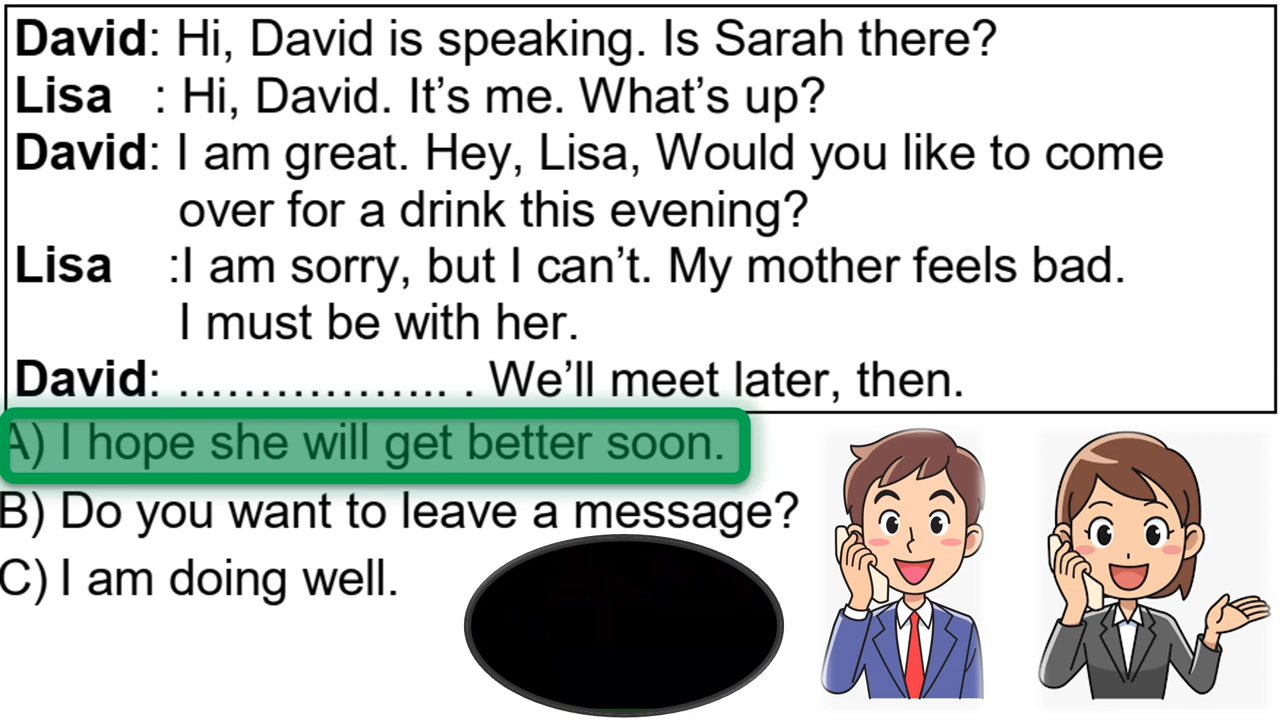 David: Hi, David is speaking. Is Sarah there?
Lisa : Hi, David. It’s me. What’s up?
David: I am great. Hey, Lisa, Would you like to come
over for a drink this evening?
Lisa :I am sorry, but I can’t. My mother feels bad.
I must be with her.
David: ……………….. . We’ll meet later, then.
A) I hope she will get better soon.
B) Do you want to leave a message?
C) I am doing well.